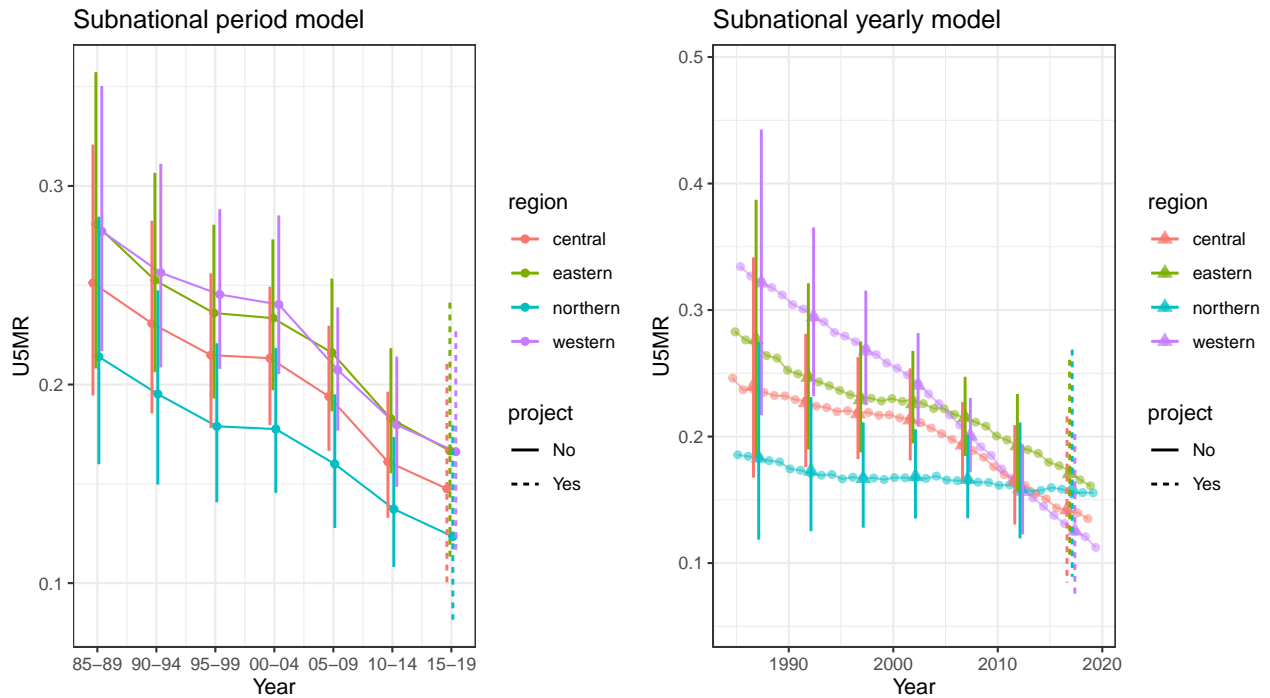 Subnational period model
U5MR
0.3
0.2
0.1
85–89 90–94 95–99 00–04 05–09 10–14 15–19
Year
region
central
eastern
northern
western
project
No
Yes
Subnational yearly model
U5MR
0.5
0.4
0.3
0.2
0.1
1990 2000 2010 2020
Year
region
central
eastern
northern
western
project
No
Yes